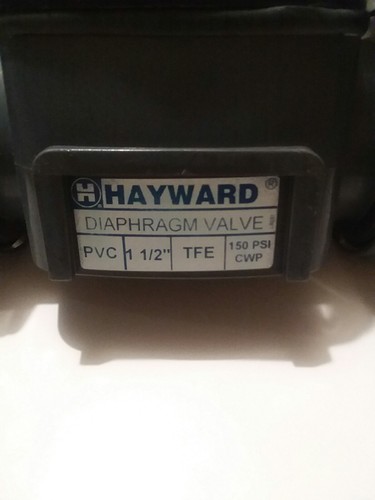 H HAYWARD®
DIAPHRAGM VALVE
PVC 1 1/2" TFE 150 PSI CWP